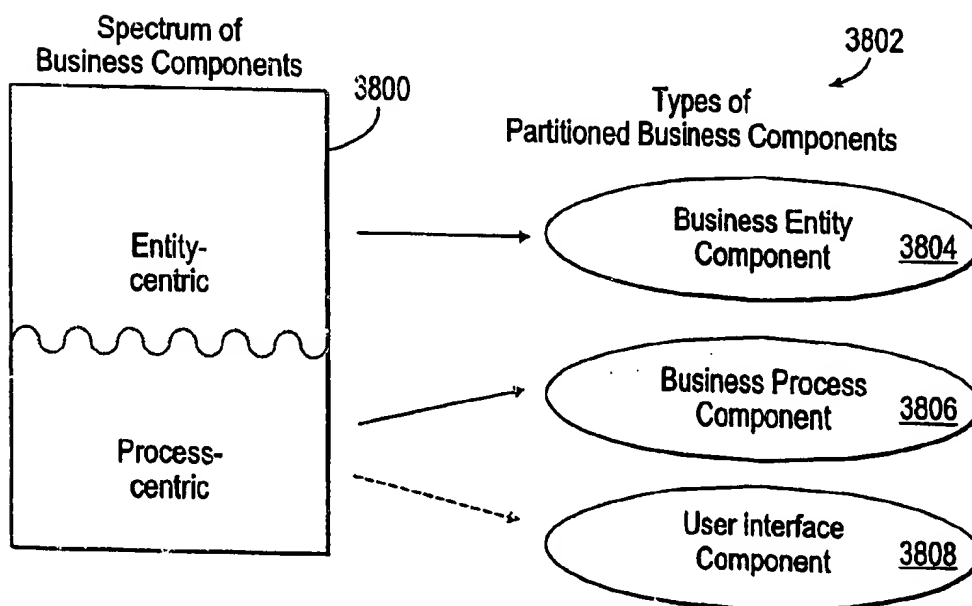 Spectrum of
Business Components
3800
Entity-
centric
Process-
centric
3802
Types of
Partitioned Business Components
Business Entity
Component 3804
Business Process
Component 3806
User Interface
Component 3808